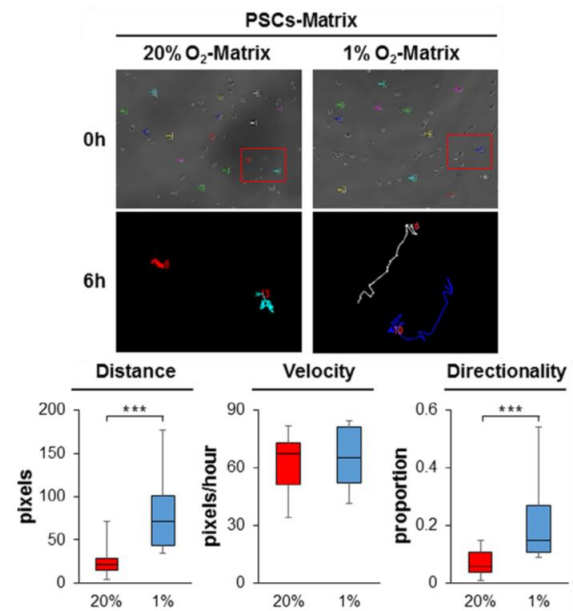 PSCs-Matrix
20% O₂-Matrix 1% O₂-Matrix
0h
6h
10
Distance Velocity Directionality
200 *** 90 0.6 ***
150 60 0.4
pixels 100 pixels/hour proportion
50 30 0.2
0 0 0
20% 1% 20% 1% 20% 1%